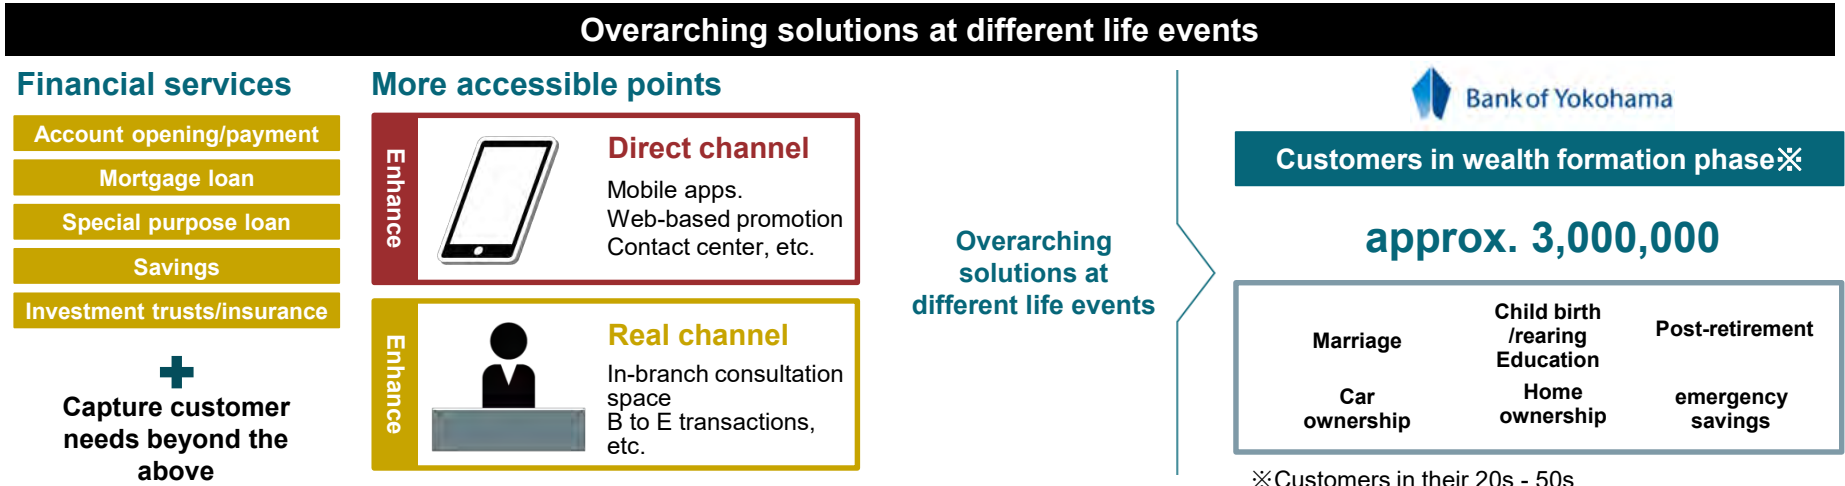 Overarching solutions at different life events
Financial services
Account opening/payment
Mortgage loan
Special purpose loan
Savings
Investment trusts/insurance
Capture customer
needs beyond the
above
More accessible points
Enhance
Direct channel
Mobile apps.
Web-based promotion
Contact center, etc.
Enhance
Real channel
In-branch consultation
space
B to E transactions,
etc.
Overarching
solutions at
different life events
Bank of Yokohama
Customers in wealth formation phase※
approx. 3,000,000
Marriage
Child birth
/rearing
Education
Post-retirement
Car
ownership
Home
ownership
emergency
savings
※Customers in their 20s - 50s